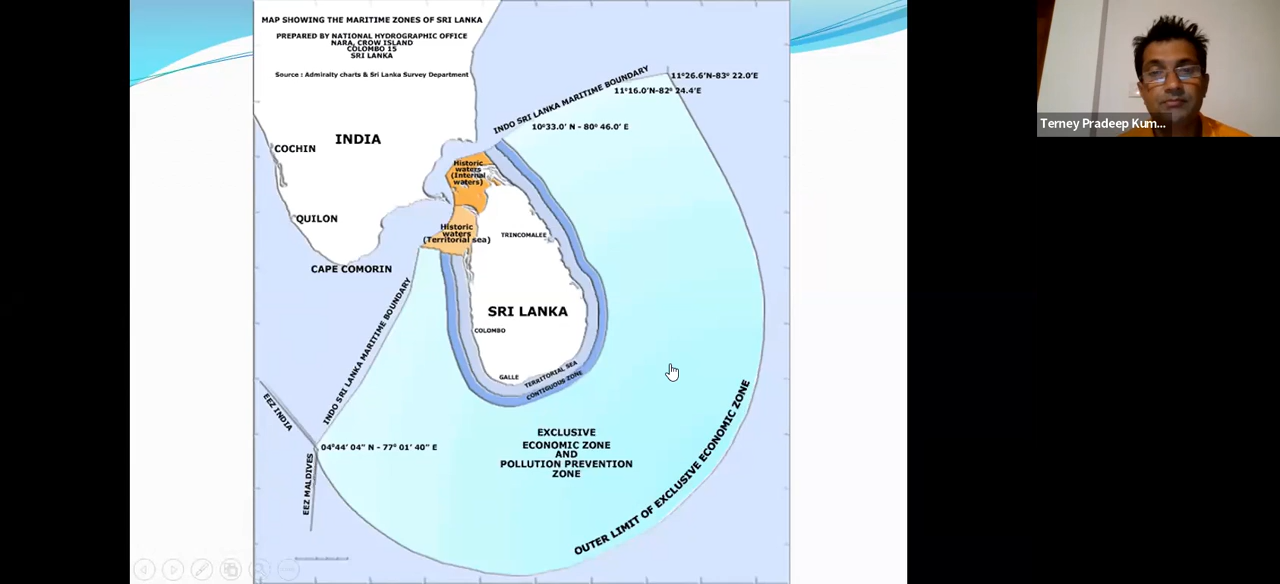 MAP SHOWING THE MARITIME ZONES OF SRI LANKA
PREPARED BY NATIONAL HYDROGRAPHIC OFFICE
NARA, CROW ISLAND
COLOMBO 15
SRI LANKA
Source : Admiralty charts & Sri Lanka Survey Department
INDO SRI LANKA MARITIME BOUNDARY
11°26.6'N-83° 22.0'E
11°16.0'N-82° 24.4'E
10°33.0' N - 80° 46.0' E
INDIA
COCHIN
QUILON
CAPE COMORIN
Historic
waters
(Internal
waters)
Historic
waters
(Territorial sea)
TRINCOMALEE
SRI LANKA
COLOMBO
GALLE
TERRITORIAL SEA
CONTIGUOUS ZONE
INDO SRI LANKA MARITIME BOUNDARY
EEZ INDIA
EEZ MALDIVES
04°44' 04" N - 77° 01' 40" E
EXCLUSIVE
ECONOMIC ZONE
AND
POLLUTION PREVENTION
ZONE
OUTER LIMIT OF EXCLUSIVE ECONOMIC ZONE
Terney Pradeep Kum...